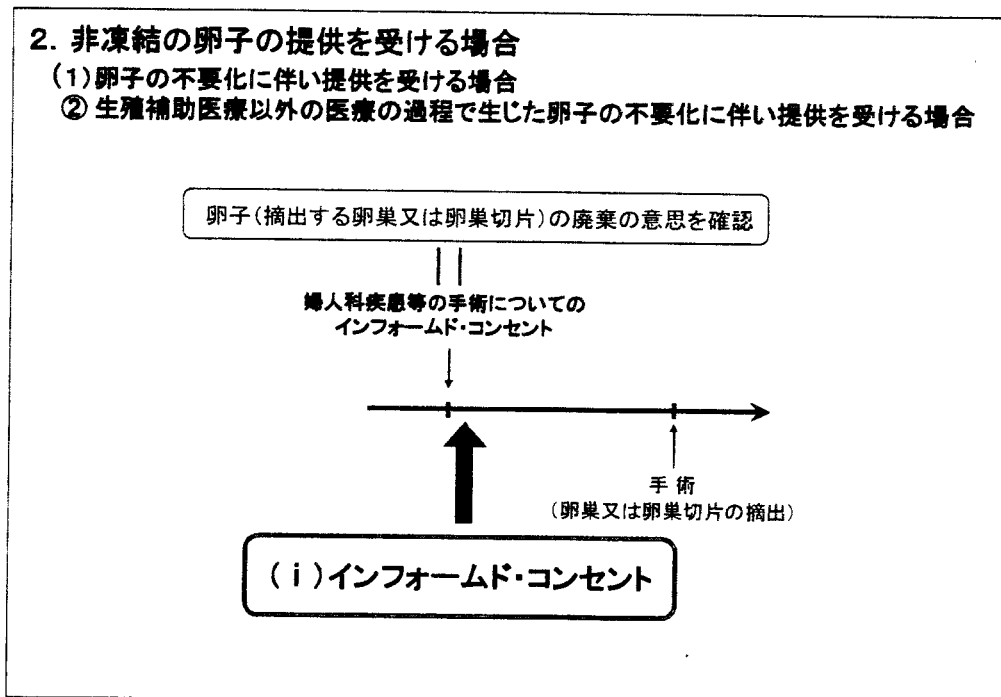 2. 非凍結の卵子の提供を受ける場合
(1)卵子の不要化に伴い提供を受ける場合
② 生殖補助医療以外の医療の過程で生じた卵子の不要化に伴い提供を受ける場合
卵子(摘出する卵巣又は卵巣切片)の廃棄の意思を確認
婦人科疾患等の手術についての
インフォームド・コンセント
手 術
(卵巣又は卵巣切片の摘出)
(ⅰ)インフォームド・コンセント